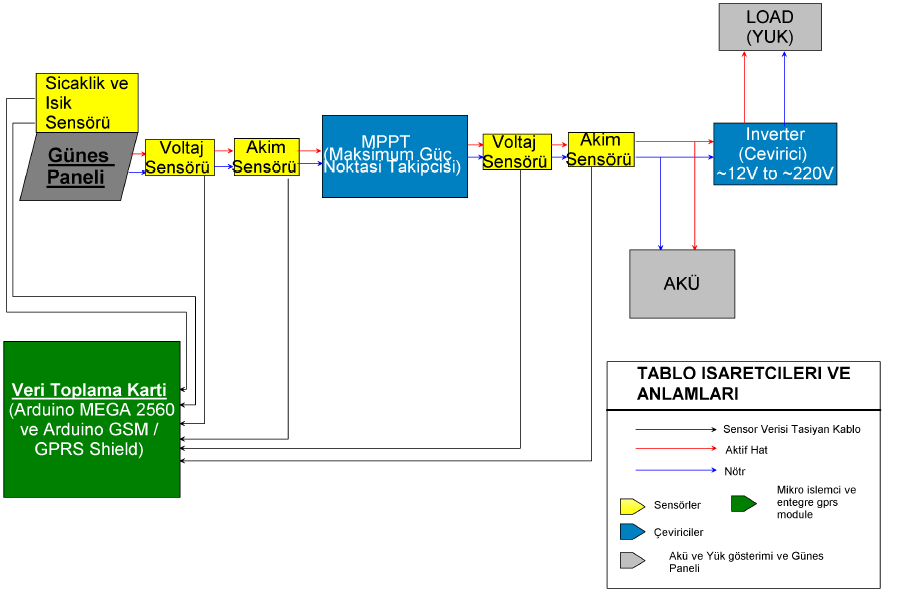 LOAD
(YUK)
Sicaklik ve
Isik
Sensörü
Günes
Paneli
Voltaj
Sensörü
Akim
Sensörü
MPPT
(Maksimum Güç
Noktası Takipcisi)
Voltaj
Sensörü
Akim
Sensörü
Inverter
(Cevirici)
~12V to ~220V
AKÜ
Veri Toplama Karti
(Arduino MEGA 2560
ve Arduino GSM /
GPRS Shield)
TABLO ISARETCILERI VE
ANLAMLARI
Sensor Verisi Tasiyan Kablo
Aktif Hat
Nötr
Sensörler
Mikro islemci ve
entegre gprs
module
Çeviriciler
Akü ve Yük gösterimi ve Günes
Paneli